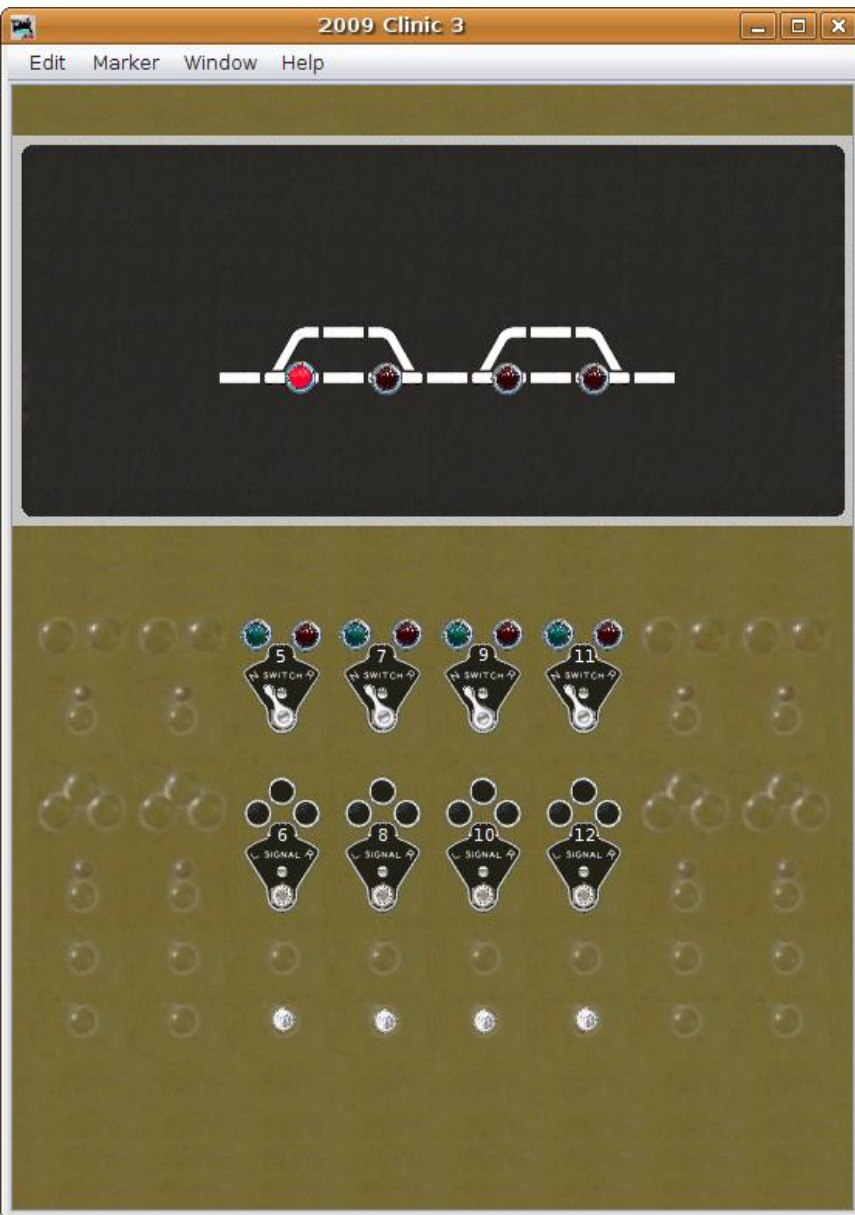 2009 Clinic 3
Edit Marker Window Help
5 7 9 11
N SWITCH R N SWITCH R N SWITCH R N SWITCH R
6 8 10 12
L SIGNAL R L SIGNAL R L SIGNAL R L SIGNAL R